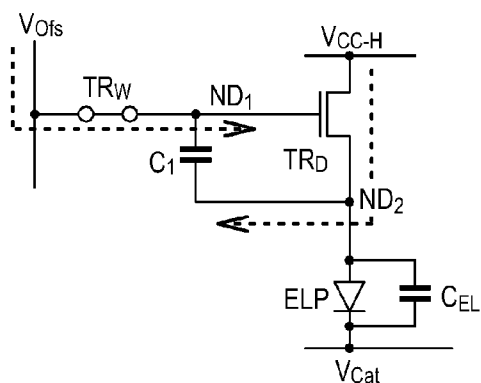 VOfs
VCC-H
TRW
ND1
C1
TRD
ND2
ELP
CEL
VCat